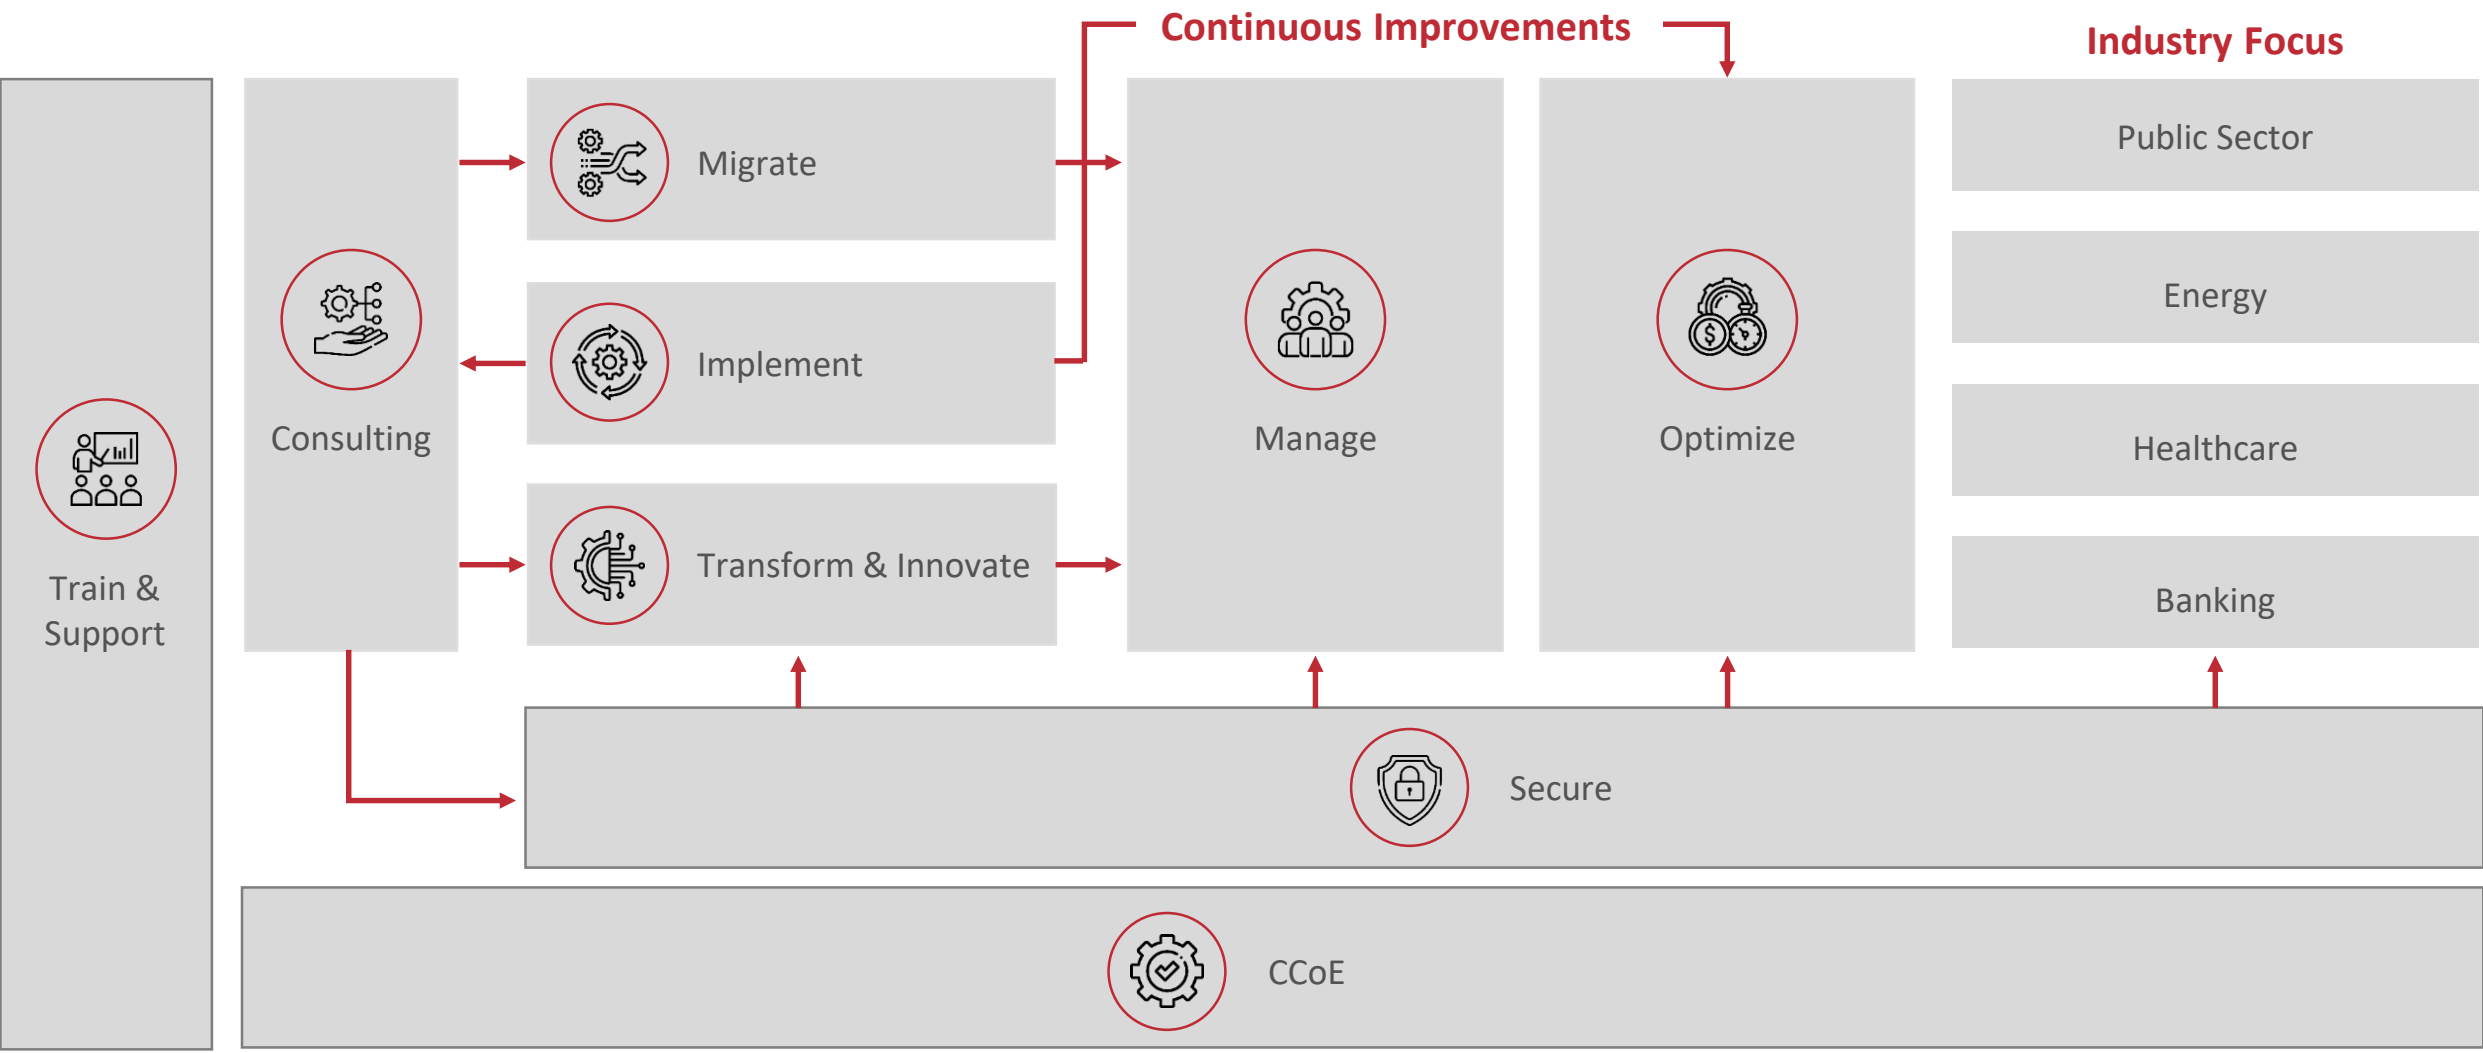 Continuous Improvements
Industry Focus
Train &
Support
Consulting
Migrate
Implement
Transform & Innovate
Manage
Optimize
Public Sector
Energy
Healthcare
Banking
Secure
CCoE